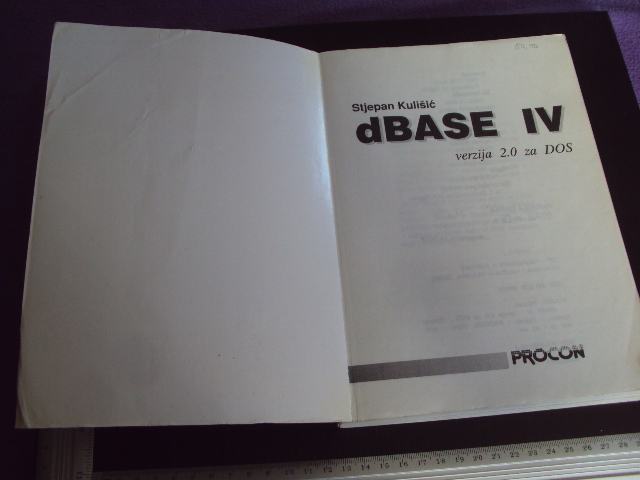 Stjepan Kulišić
dBASE IV
verzija 2.0 za DOS
PROCON